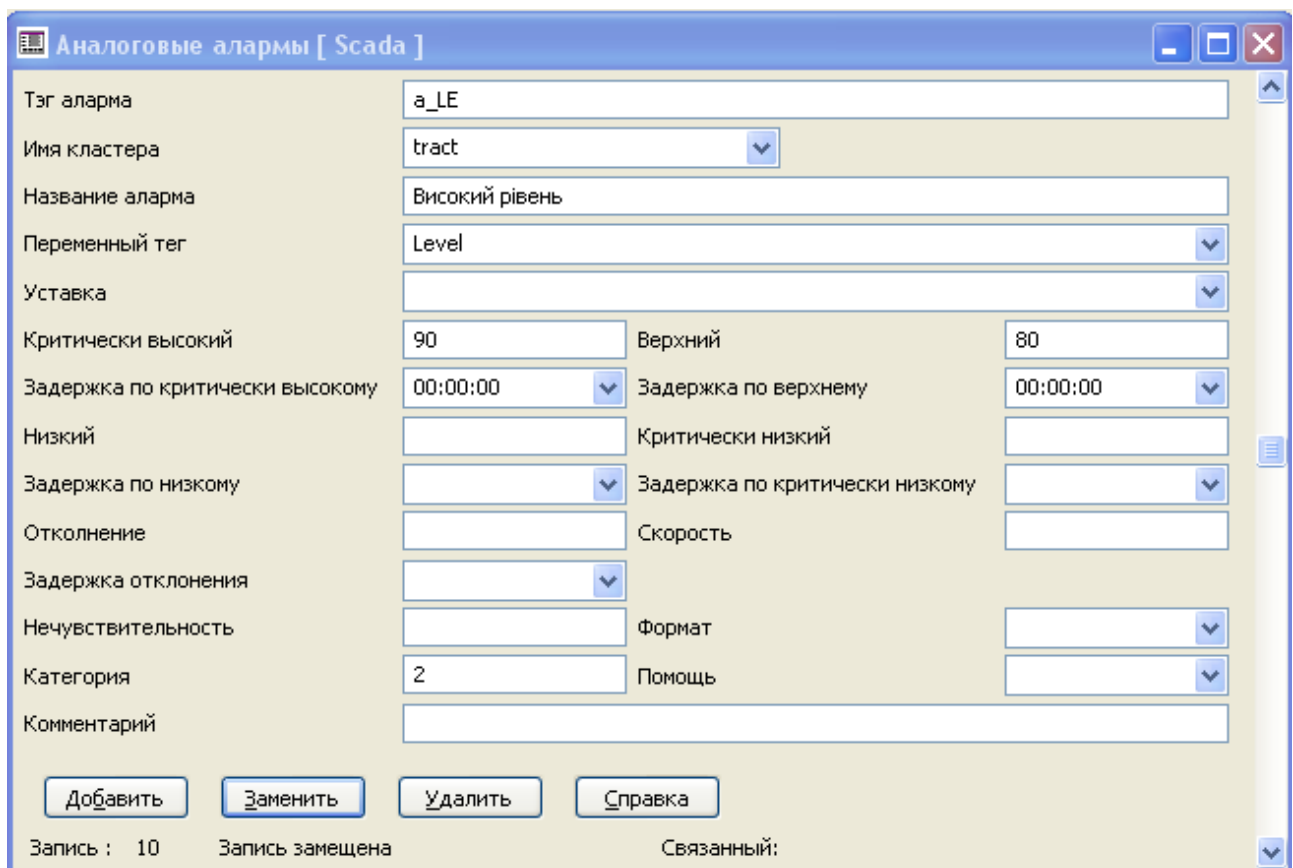 Аналоговые алармы [ Scada ]
Тэг аларма a_LE
Имя кластера tract
Название аларма Високий рівень
Переменный тег Level
Уставка
Критически высокий 90 Верхний 80
Задержка по критически высокому 00:00:00 Задержка по верхнему 00:00:00
Низкий Критически низкий
Задержка по низкому Задержка по критически низкому
Отколнение Скорость
Задержка отклонения
Нечувствительность Формат
Категория 2 Помощь
Комментарий
Добавить Заменить Удалить Справка
Запись : 10 Запись замещена Связанный: